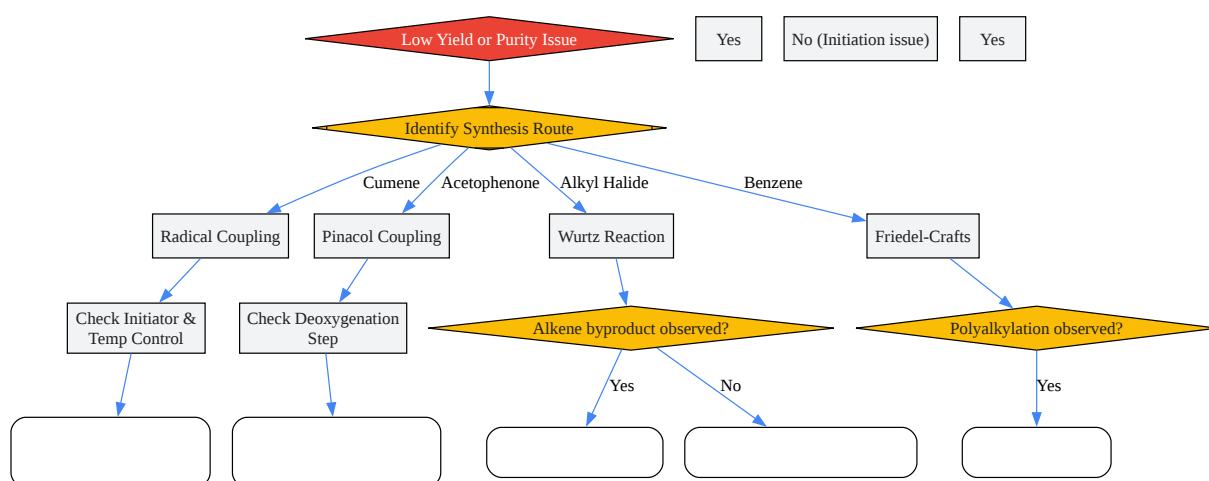 Low Yield or Purity Issue
Yes
No (Initiation issue)
Yes
Identify Synthesis Route
Cumene
Acetophenone
Alkyl Halide
Benzene
Radical Coupling
Pinacol Coupling
Wurtz Reaction
Friedel-Crafts
Check Initiator &
Temp Control
Check Deoxygenation
Step
Alkene byproduct observed?
Polyalkylation observed?
Yes
No
Yes